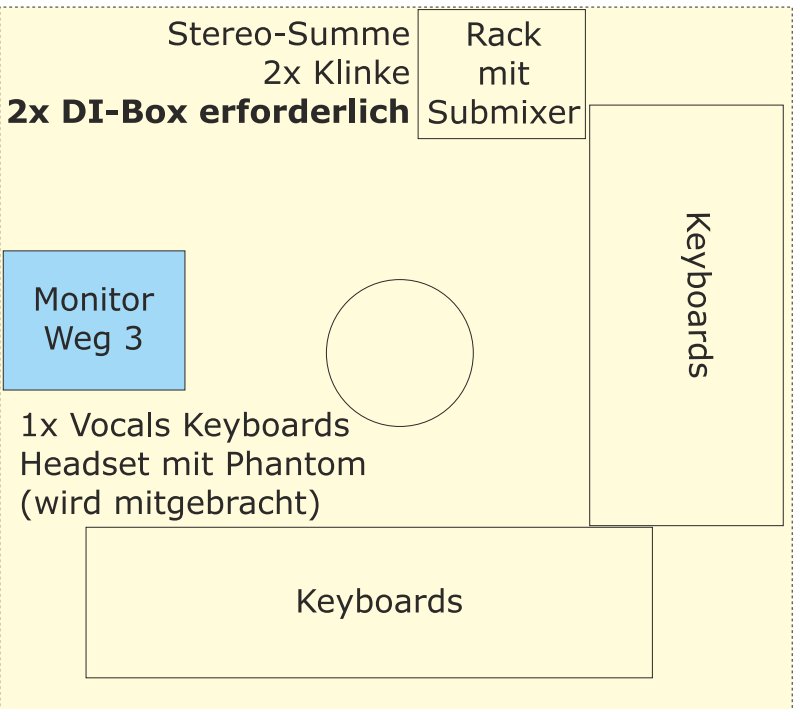 Stereo-Summe
2x Klinke
2x DI-Box erforderlich
Rack
mit
Submixer
Keyboards
Monitor
Weg 3
1x Vocals Keyboards
Headset mit Phantom
(wird mitgebracht)
Keyboards